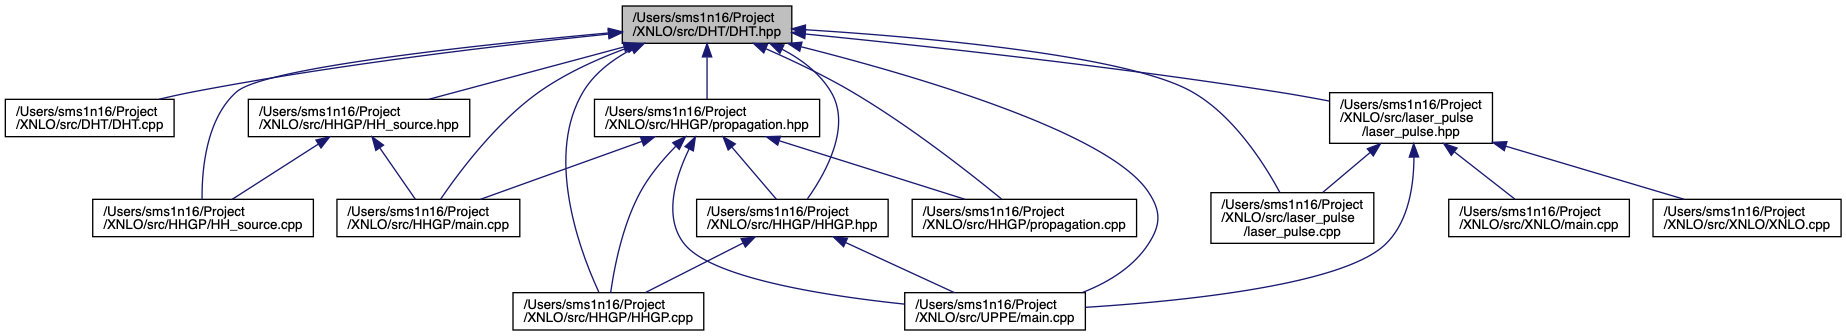 /Users/sms1n16/Project
/XNLO/src/DHT/DHT.hpp
/Users/sms1n16/Project
/XNLO/src/DHT/DHT.cpp
/Users/sms1n16/Project
/XNLO/src/HHGP/HH_source.hpp
/Users/sms1n16/Project
/XNLO/src/HHGP/propagation.hpp
/Users/sms1n16/Project
/XNLO/src/laser_pulse
/laser_pulse.hpp
/Users/sms1n16/Project
/XNLO/src/HHGP/HH_source.cpp
/Users/sms1n16/Project
/XNLO/src/HHGP/main.cpp
/Users/sms1n16/Project
/XNLO/src/HHGP/HHGP.hpp
/Users/sms1n16/Project
/XNLO/src/HHGP/propagation.cpp
/Users/sms1n16/Project
/XNLO/src/laser_pulse
/laser_pulse.cpp
/Users/sms1n16/Project
/XNLO/src/XNLO/main.cpp
/Users/sms1n16/Project
/XNLO/src/XNLO/XNLO.cpp
/Users/sms1n16/Project
/XNLO/src/HHGP/HHGP.cpp
/Users/sms1n16/Project
/XNLO/src/UPPE/main.cpp